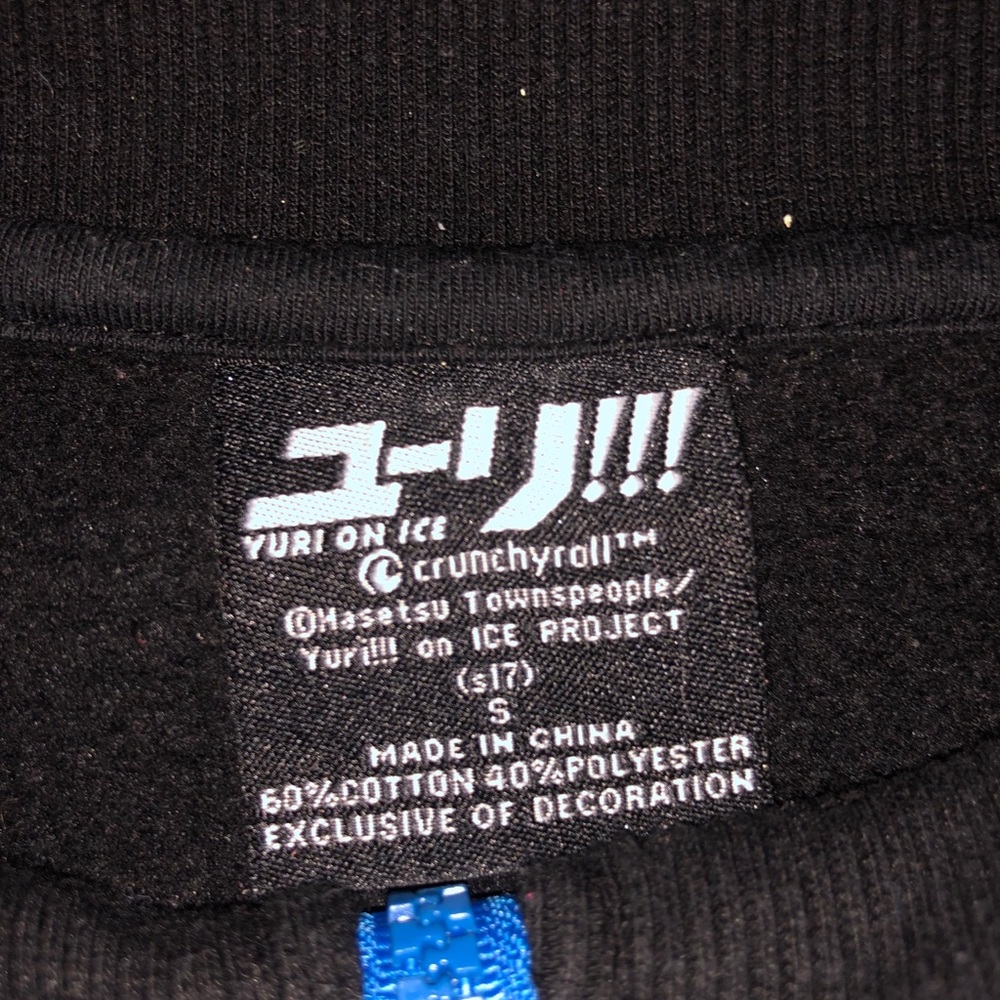 ユーリ!!!
YURI ON ICE
crunchyroll™
©Hasetsu Townspeople/
Yuri!!! on ICE PROJECT
(s17)
S
MADE IN CHINA
60%COTTON 40%POLYESTER
EXCLUSIVE OF DECORATION